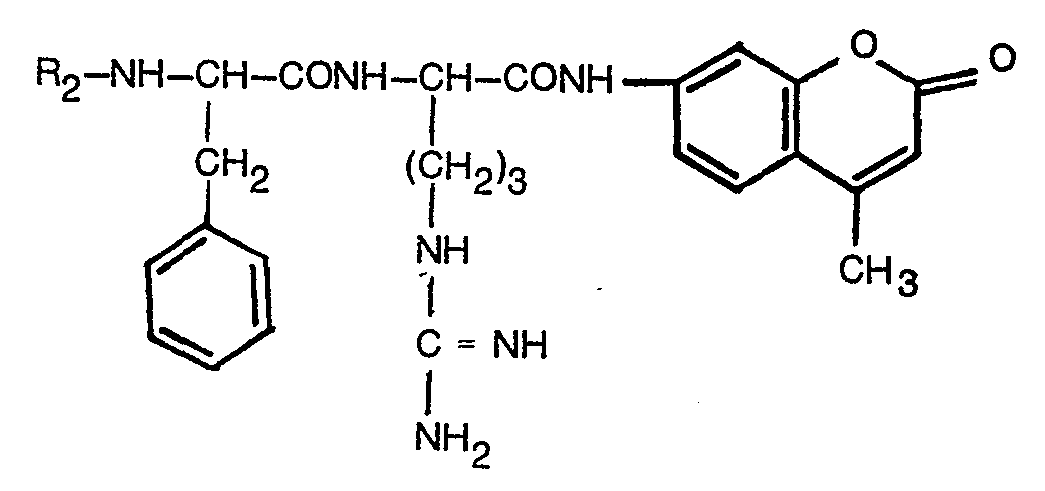 O O
R₂–NH–CH–CONH–CH–CONH
CH₂ (CH₂)₃
NH
CH₃
C = NH
NH₂